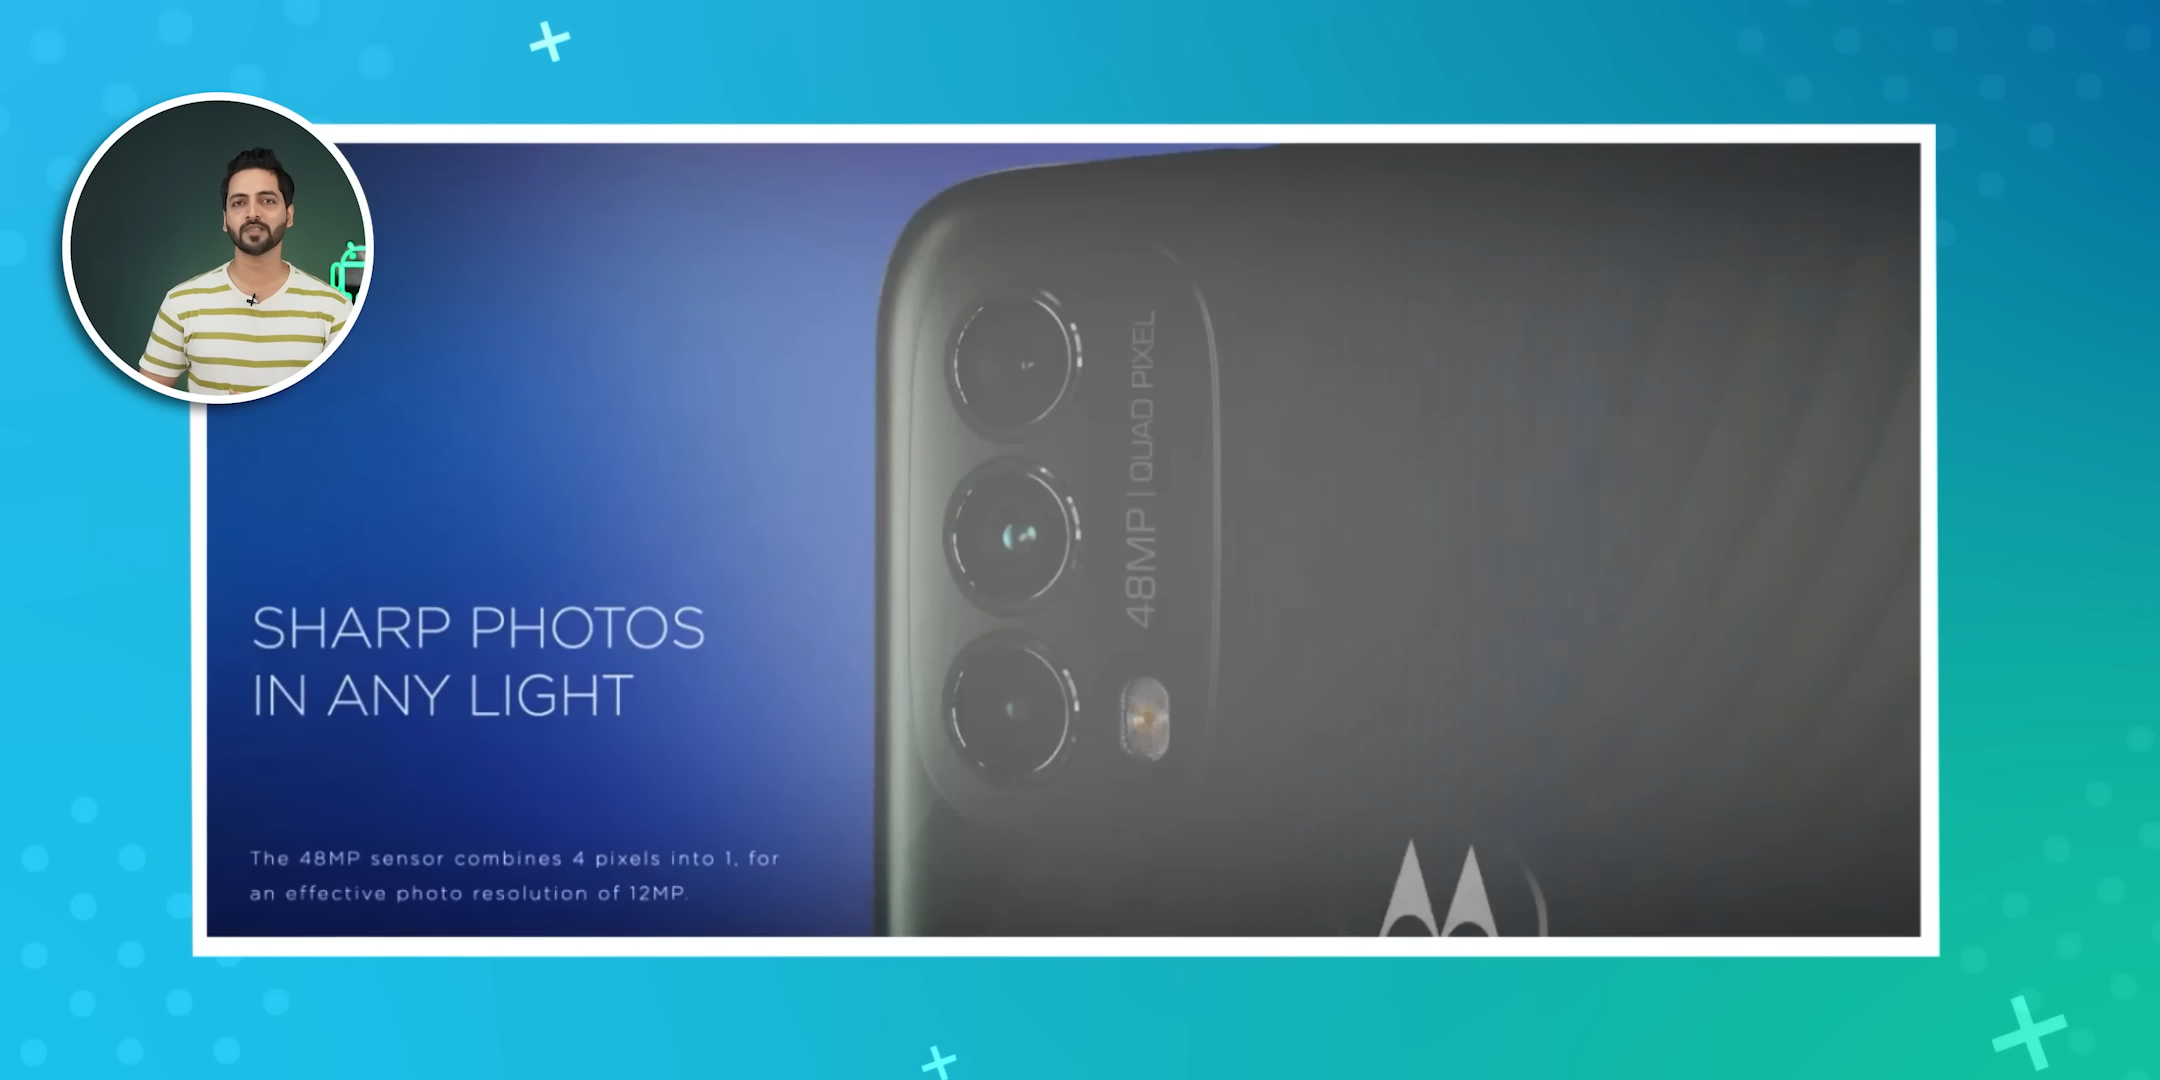 SHARP PHOTOS
IN ANY LIGHT
The 48MP sensor combines 4 pixels into 1, for
an effective photo resolution of 12MP.
48MP | QUAD PIXEL